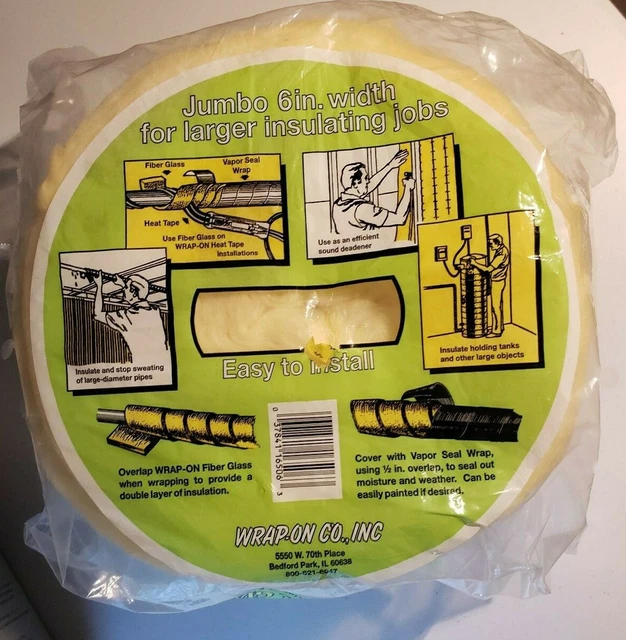 Jumbo 6in. width
for larger insulating jobs
Fiber Glass
Vapor Seal
Wrap
Heat Tape
Use Fiber Glass on
WRAP-ON Heat Tape
Installations
Use as an efficient
sound deadener
Insulate and stop sweating
of large-diameter pipes
Insulate holding tanks
and other large objects
Easy to Install
Overlap WRAP-ON Fiber Glass
when wrapping to provide a
double layer of insulation.
0 37841 16506 3
Cover with Vapor Seal Wrap,
using ½ in. overlap, to seal out
moisture and weather. Can be
easily painted if desired.
WRAP-ON CO., INC
5550 W. 70th Place
Bedford Park, IL 60638